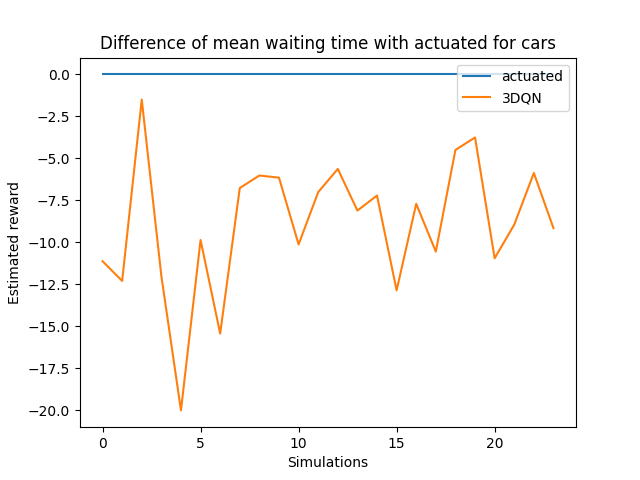 Difference of mean waiting time with actuated for cars
actuated
3DQN
Estimated reward
0.0
−2.5
−5.0
−7.5
−10.0
−12.5
−15.0
−17.5
−20.0
0 5 10 15 20
Simulations